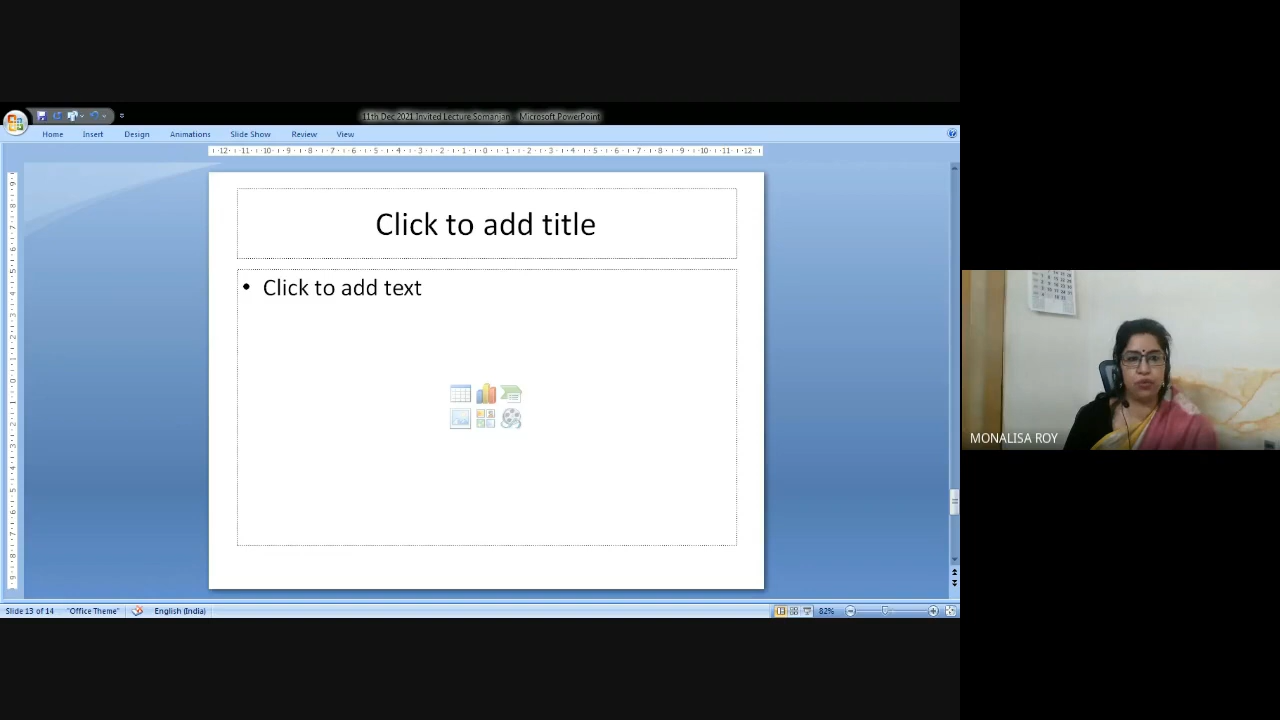 11th Dec 2021 Invited Lecture Somanjan - Microsoft PowerPoint
Home Insert Design Animations Slide Show Review View
Click to add title
• Click to add text
MONALISA ROY
Slide 13 of 14 "Office Theme" English (India) 82%